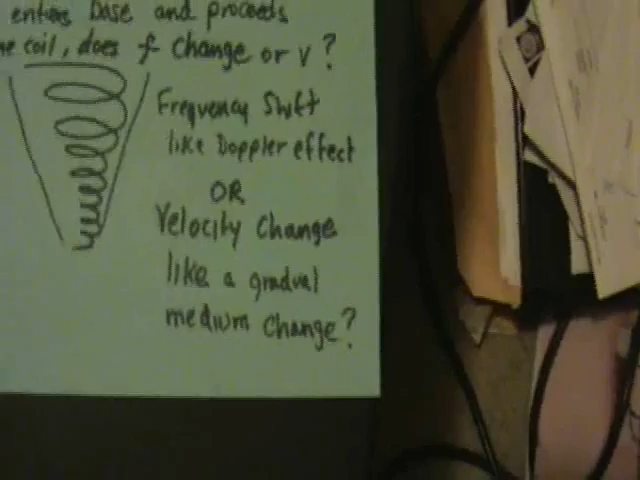 enters base and proceeds
coil, does f change or v?
Frequency Shift
like Doppler effect
OR
Velocity Change
like a gradual
medium change?